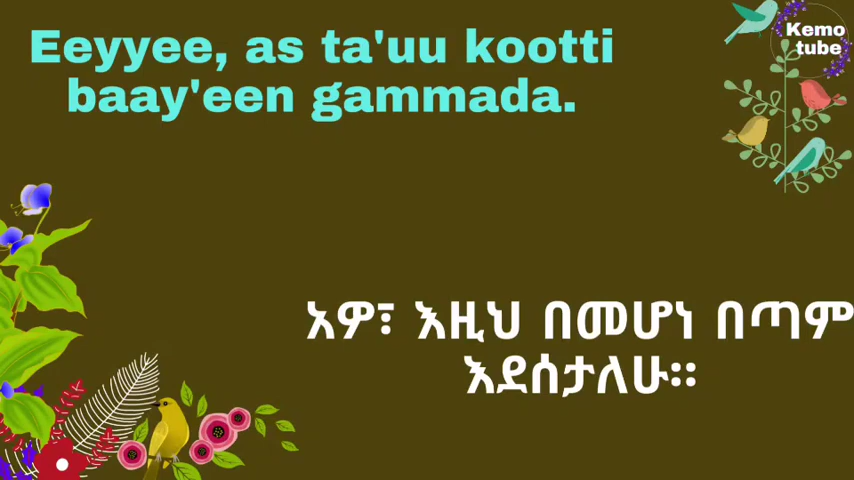 Eeyyee, as ta'uu kootti
baay'een gammada.
Kemo
tube
አዎ፣ እዚህ በመሆነ በጣም
እደሰታለሁ።